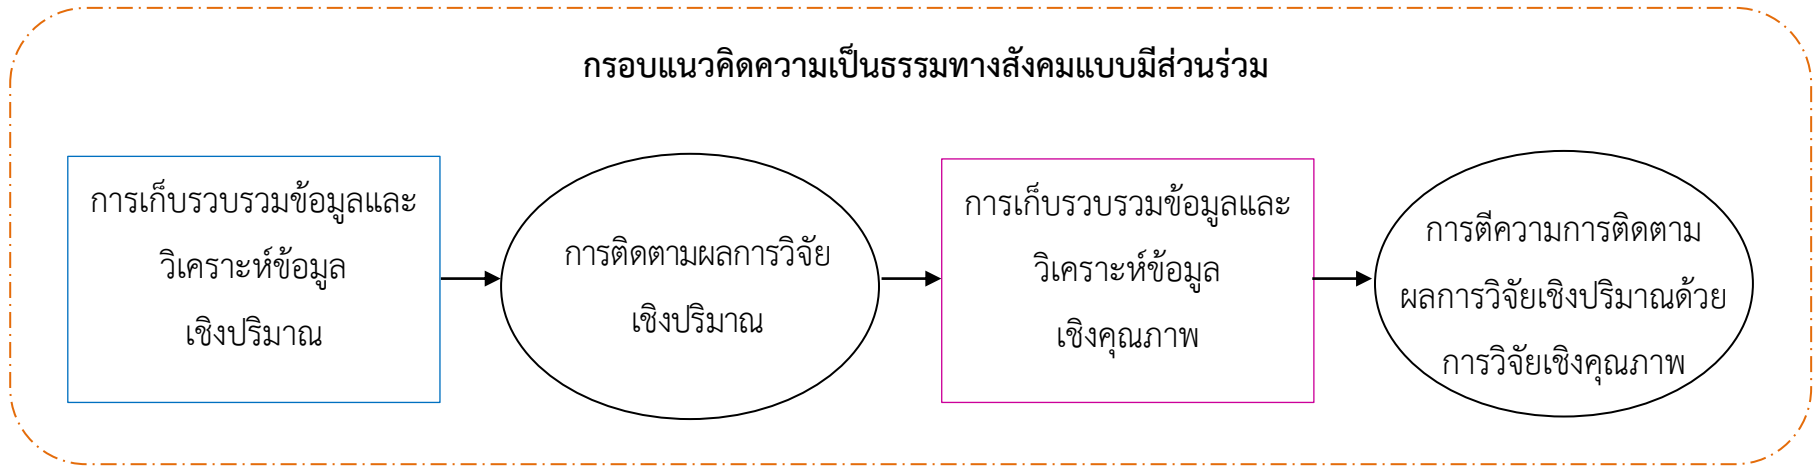 กรอบแนวคิดความเป็นธรรมทางสังคมแบบมีส่วนร่วม
การเก็บรวบรวมข้อมูลและ
วิเคราะห์ข้อมูล
เชิงปริมาณ
การติดตามผลการวิจัย
เชิงปริมาณ
การเก็บรวบรวมข้อมูลและ
วิเคราะห์ข้อมูล
เชิงคุณภาพ
การตีความการติดตาม
ผลการวิจัยเชิงปริมาณด้วย
การวิจัยเชิงคุณภาพ